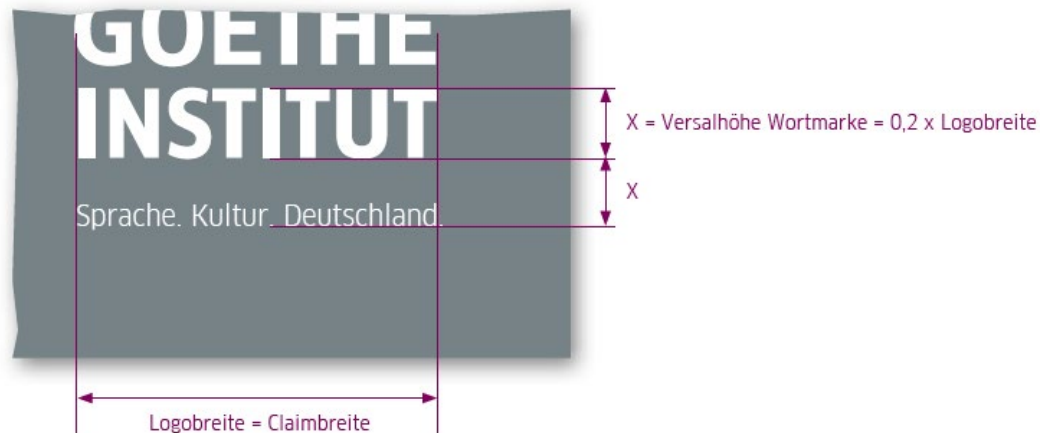 GOETHE
INSTITUT
X = Versalhöhe Wortmarke = 0,2 x Logobreite
X
Sprache. Kultur. Deutschland.
Logobreite = Claimbreite